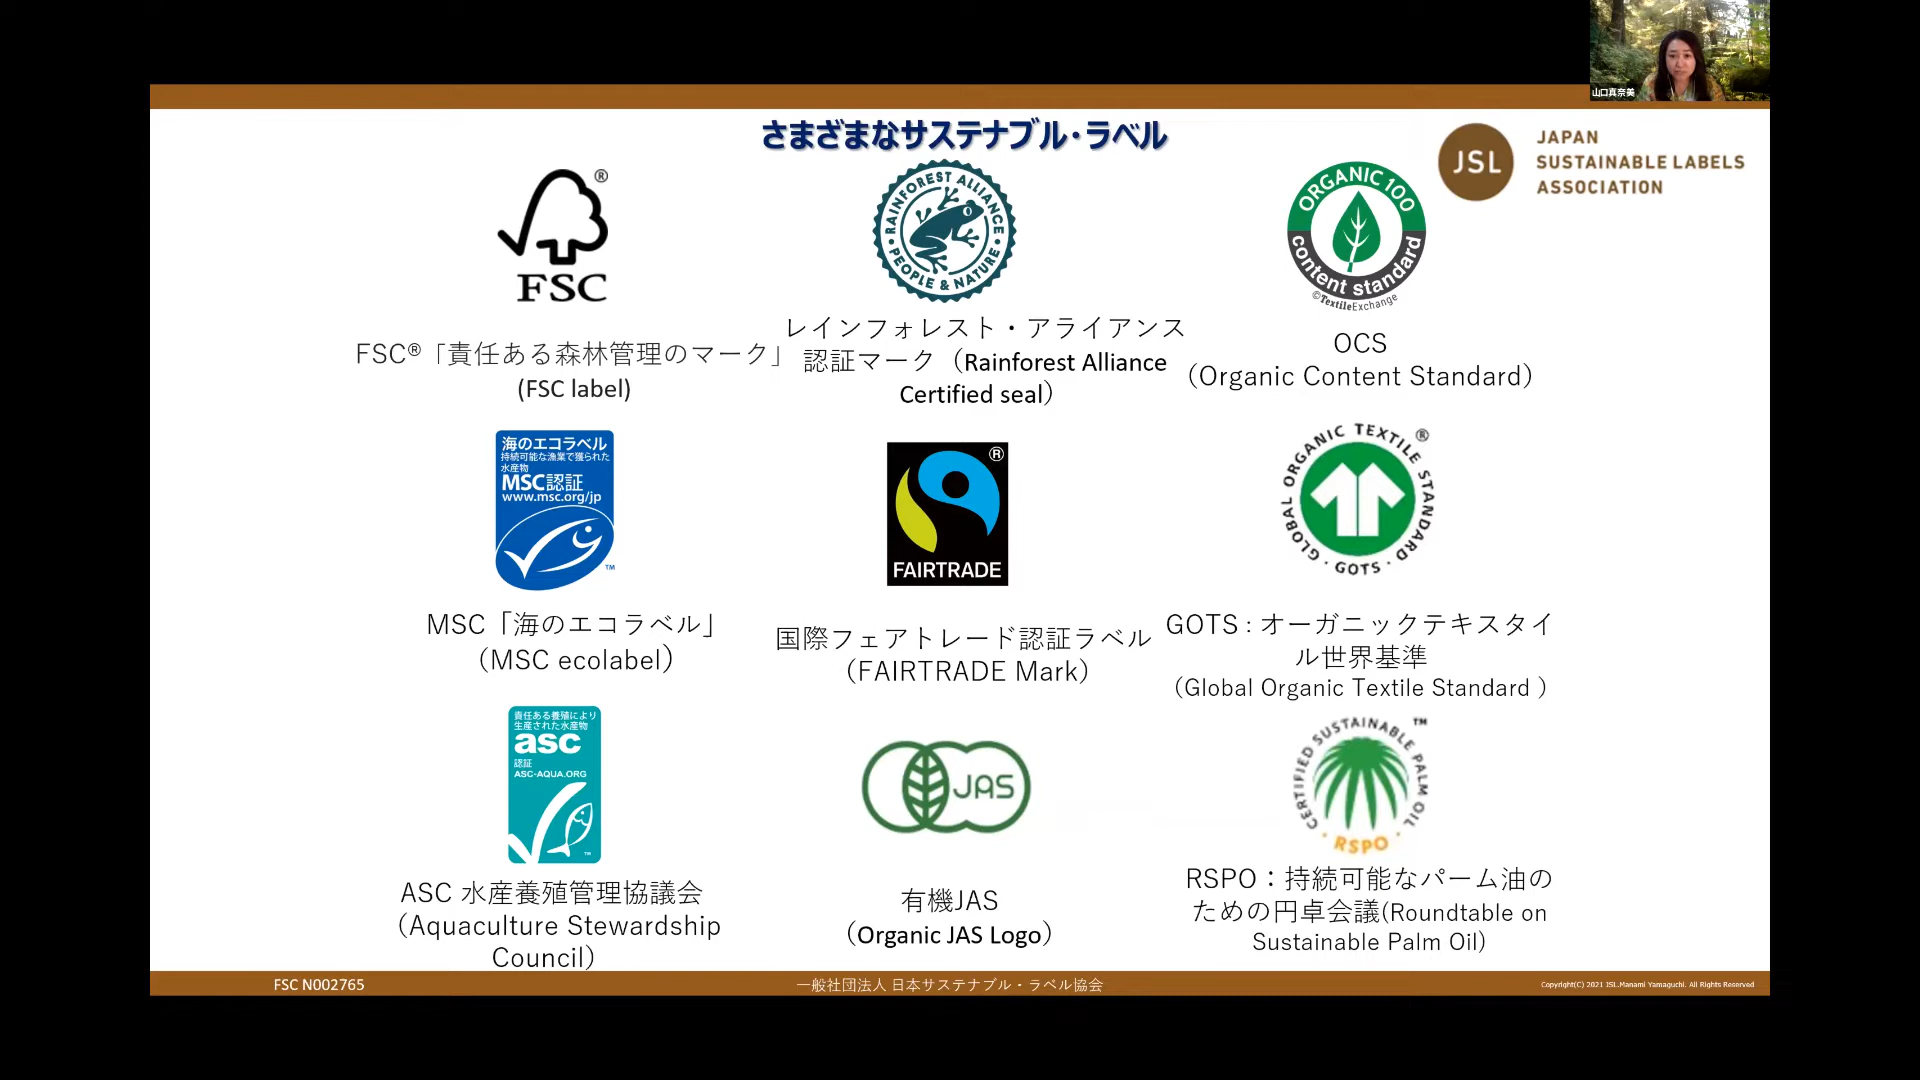 山口真奈美
さまざまなサステナブル・ラベル
JSL
JAPAN
SUSTAINABLE LABELS
ASSOCIATION
®
FSC
FSC®「責任ある森林管理のマーク」
(FSC label)
RAINFOREST ALLIANCE
PEOPLE & NATURE
レインフォレスト・アライアンス
認証マーク（Rainforest Alliance
Certified seal）
ORGANIC 100
content standard
©TextileExchange
OCS
（Organic Content Standard）
海のエコラベル
持続可能な漁業で獲られた
水産物
MSC認証
www.msc.org/jp
TM
MSC「海のエコラベル」
（MSC ecolabel）
®
FAIRTRADE
国際フェアトレード認証ラベル
（FAIRTRADE Mark）
GLOBAL ORGANIC TEXTILE STANDARD ®
· GOTS ·
GOTS : オーガニックテキスタイ
ル世界基準
（Global Organic Textile Standard ）
責任ある養殖により
生産された水産物
asc
認証
ASC-AQUA.ORG
TM
ASC 水産養殖管理協議会
（Aquaculture Stewardship
Council）
JAS
有機JAS
（Organic JAS Logo）
CERTIFIED SUSTAINABLE PALM OIL ™
· RSPO ·
RSPO：持続可能なパーム油の
ための円卓会議(Roundtable on
Sustainable Palm Oil)
FSC N002765
一般社団法人 日本サステナブル・ラベル協会
Copyright(C) 2021 JSL.Manami Yamaguchi. All Rights Reserved